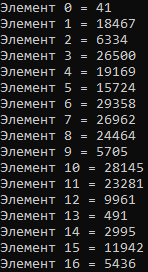 Элемент 0 = 41
Элемент 1 = 18467
Элемент 2 = 6334
Элемент 3 = 26500
Элемент 4 = 19169
Элемент 5 = 15724
Элемент 6 = 29358
Элемент 7 = 26962
Элемент 8 = 24464
Элемент 9 = 5705
Элемент 10 = 28145
Элемент 11 = 23281
Элемент 12 = 9961
Элемент 13 = 491
Элемент 14 = 2995
Элемент 15 = 11942
Элемент 16 = 5436